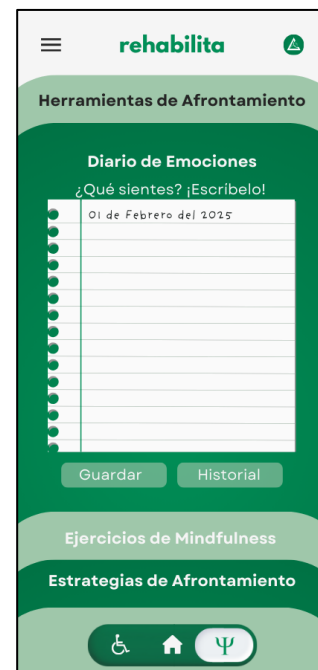 rehabilita
Herramientas de Afrontamiento
Diario de Emociones
¿Qué sientes? ¡Escríbelo!
01 de Febrero del 2025
Guardar Historial
Ejercicios de Mindfulness
Estrategias de Afrontamiento
Ψ